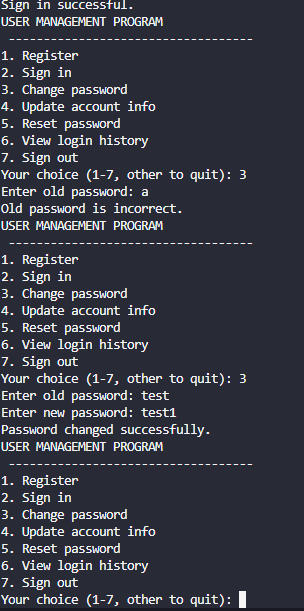 Sign in successful.
USER MANAGEMENT PROGRAM
-----------------------------------
1. Register
2. Sign in
3. Change password
4. Update account info
5. Reset password
6. View login history
7. Sign out
Your choice (1-7, other to quit): 3
Enter old password: a
Old password is incorrect.
USER MANAGEMENT PROGRAM
-----------------------------------
1. Register
2. Sign in
3. Change password
4. Update account info
5. Reset password
6. View login history
7. Sign out
Your choice (1-7, other to quit): 3
Enter old password: test
Enter new password: test1
Password changed successfully.
USER MANAGEMENT PROGRAM
-----------------------------------
1. Register
2. Sign in
3. Change password
4. Update account info
5. Reset password
6. View login history
7. Sign out
Your choice (1-7, other to quit):